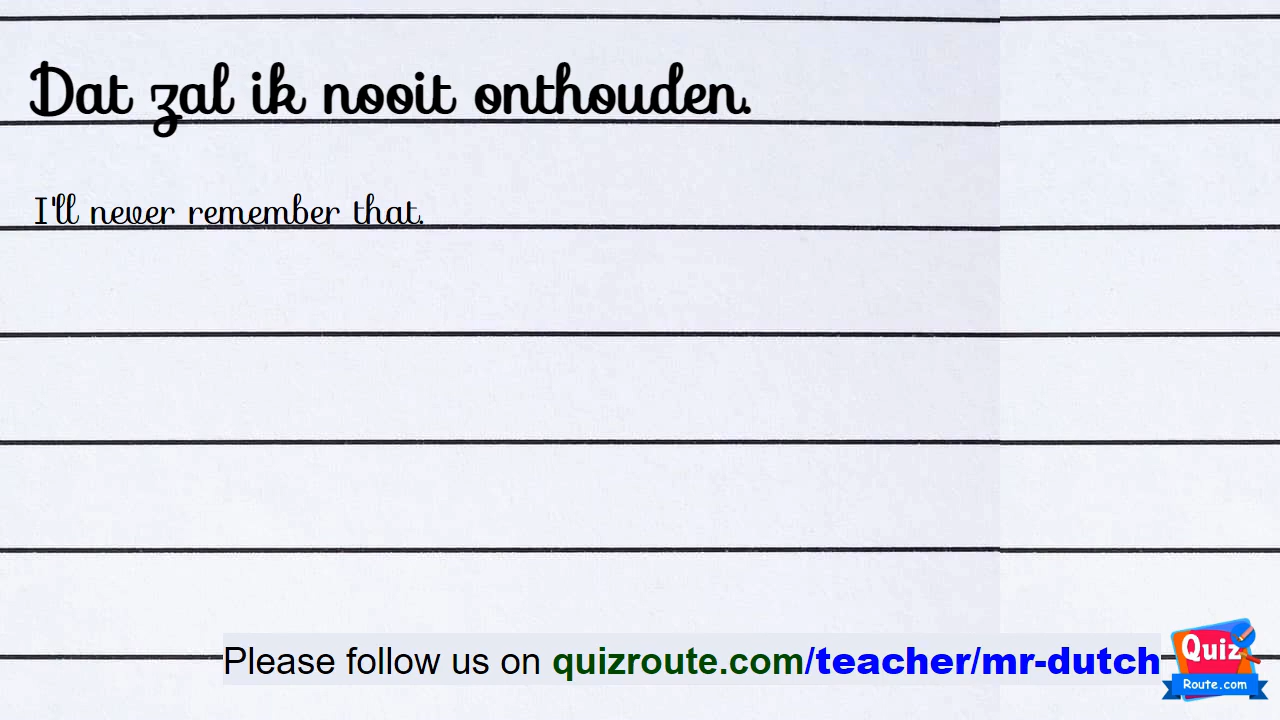 Dat zal ik nooit onthouden.
I'll never remember that.
Please follow us on quizroute.com/teacher/mr-dutch
Quiz
Route.com